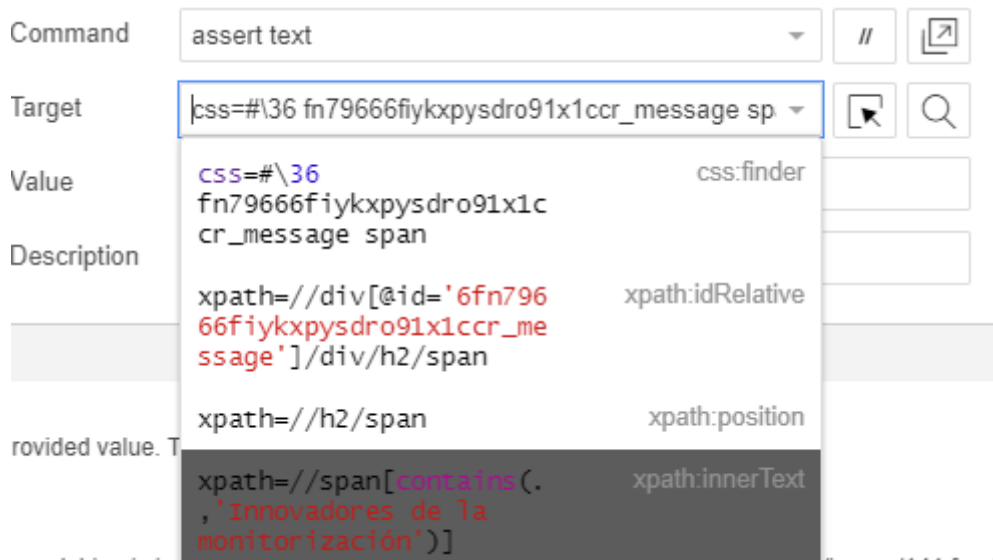 Command
assert text
//
Target
css=#\36 fn79666fiykxpysdro91x1ccr_message sp
Value
Description
css=#\36
fn79666fiykxpysdro91x1c
cr_message span
css:finder
xpath=//div[@id='6fn796
66fiykxpysdro91x1ccr_me
ssage']/div/h2/span
xpath:idRelative
xpath=//h2/span
xpath:position
xpath=//span[contains(.
,'Innovadores de la
monitorización')]
xpath:innerText
rovided value. T